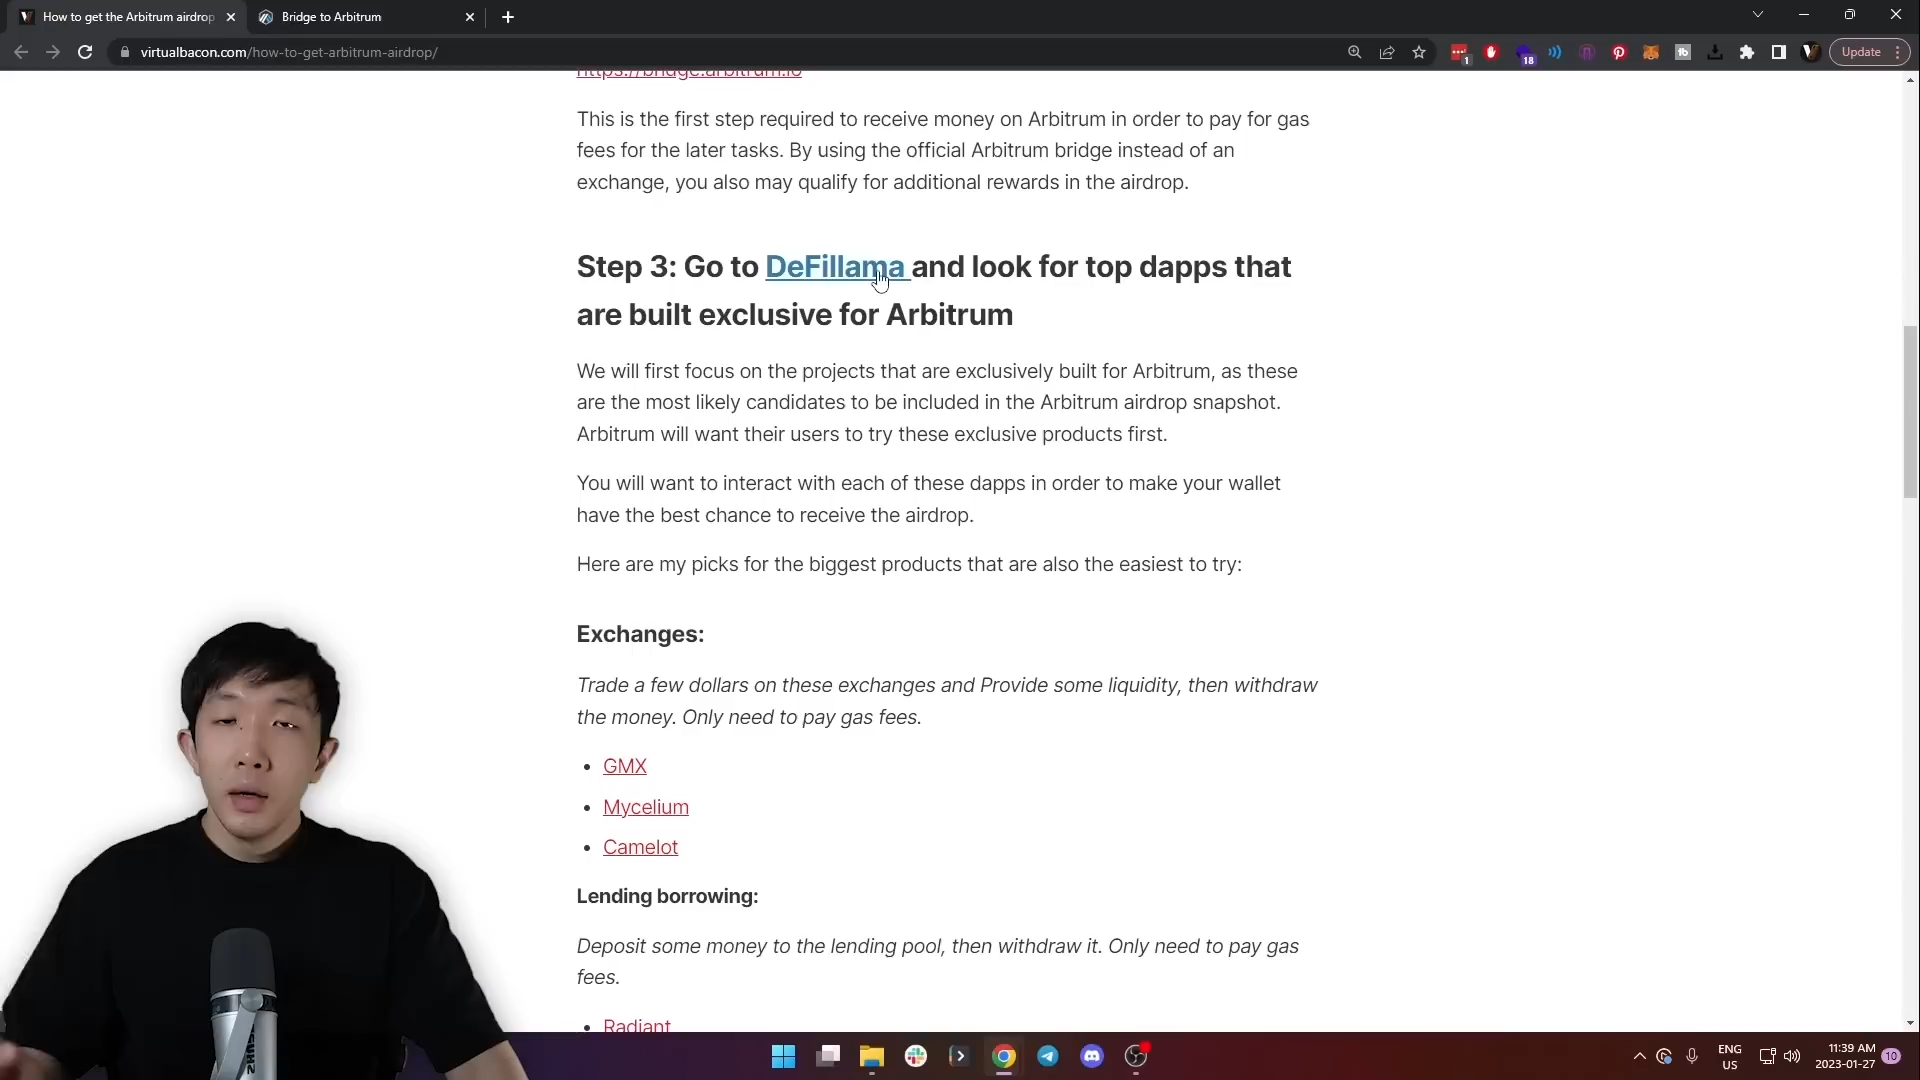 How to get the Arbitrum airdrop
Bridge to Arbitrum
virtualbacon.com/how-to-get-arbitrum-airdrop/
1
18
Update
https://bridge.arbitrum.io
This is the first step required to receive money on Arbitrum in order to pay for gas
fees for the later tasks. By using the official Arbitrum bridge instead of an
exchange, you also may qualify for additional rewards in the airdrop.
Step 3: Go to DeFillama and look for top dapps that
are built exclusive for Arbitrum
We will first focus on the projects that are exclusively built for Arbitrum, as these
are the most likely candidates to be included in the Arbitrum airdrop snapshot.
Arbitrum will want their users to try these exclusive products first.
You will want to interact with each of these dapps in order to make your wallet
have the best chance to receive the airdrop.
Here are my picks for the biggest products that are also the easiest to try:
Exchanges:
Trade a few dollars on these exchanges and Provide some liquidity, then withdraw
the money. Only need to pay gas fees.
• GMX
• Mycelium
• Camelot
Lending borrowing:
Deposit some money to the lending pool, then withdraw it. Only need to pay gas
fees.
• Radiant
ENG
US
11:39 AM
2023-01-27
10